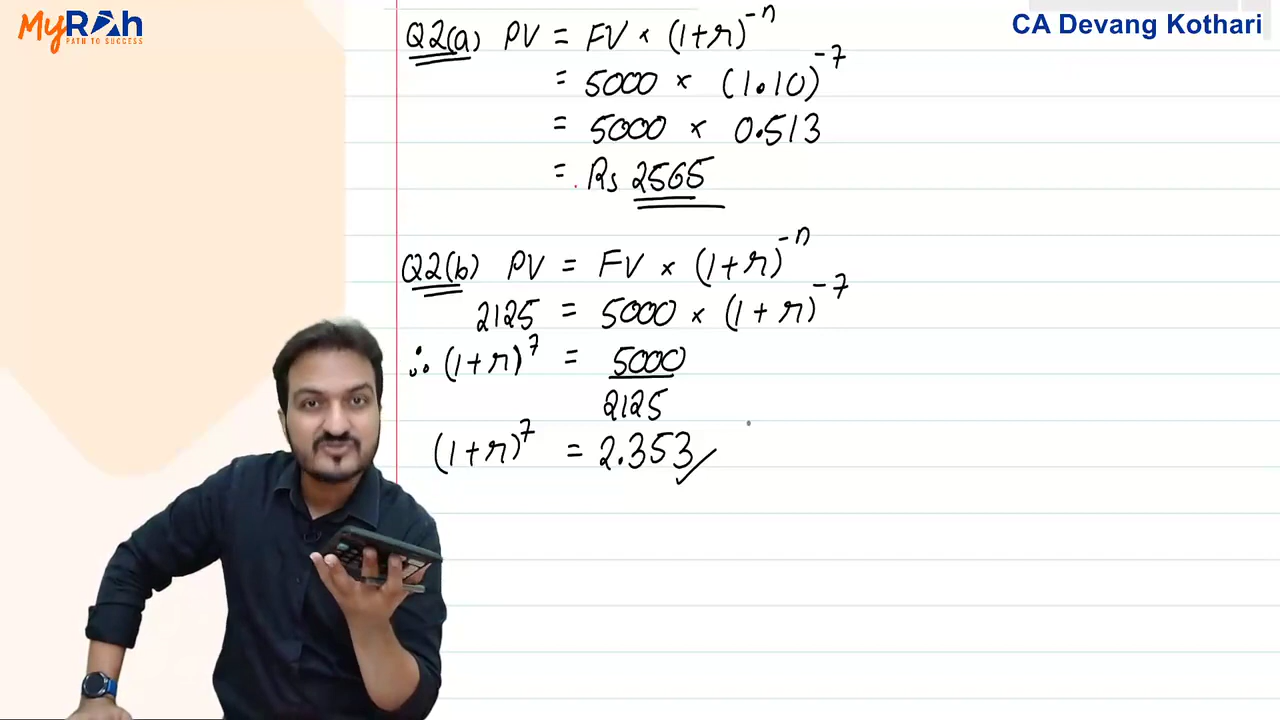 MyRAh
PATH TO SUCCESS
CA Devang Kothari
Q2(a) PV = FV × (1+r)^-n
= 5000 × (1.10)^-7
= 5000 × 0.513
= Rs 2565
Q2(b) PV = FV × (1+r)^-n
2125 = 5000 × (1+r)^-7
∴ (1+r)^7 = 5000
2125
(1+r)^7 = 2.353